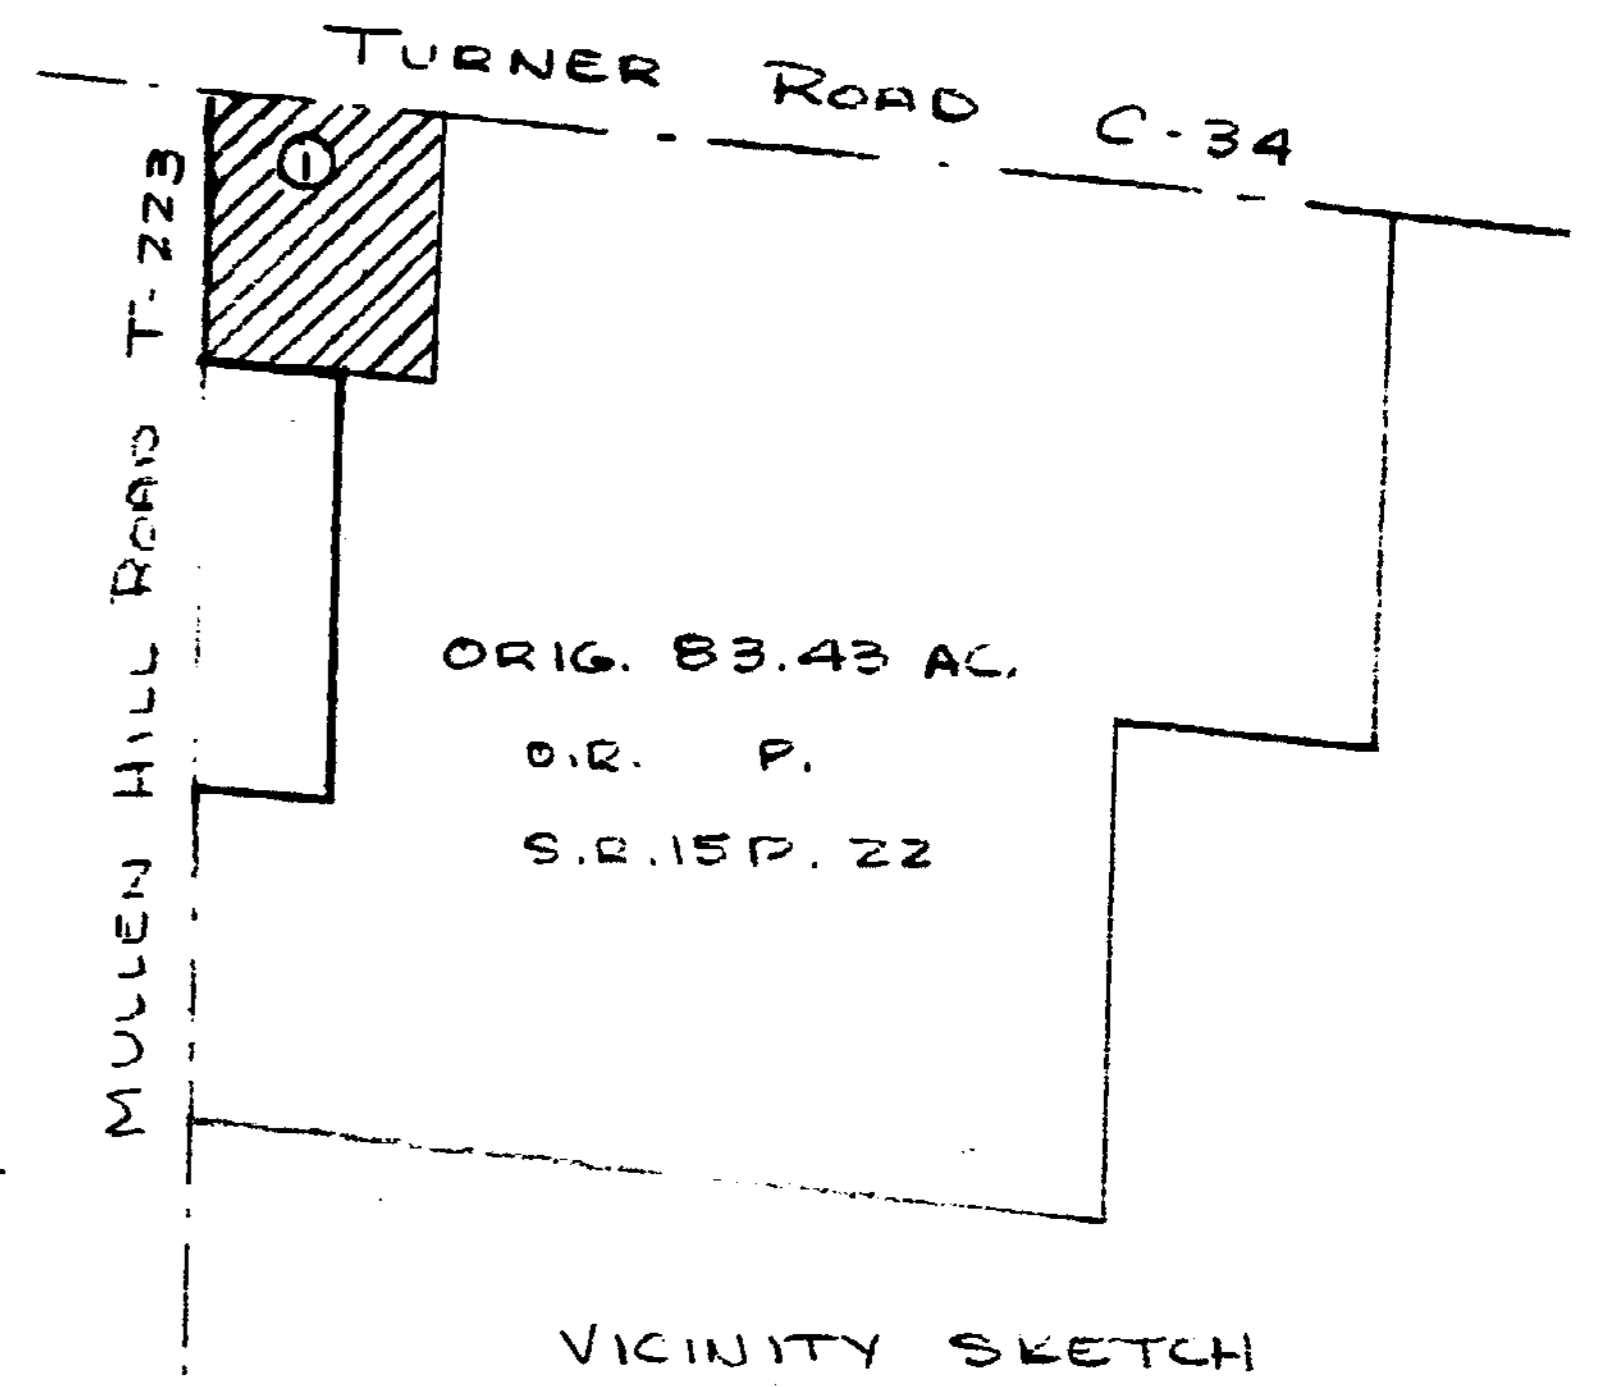 TURNER ROAD C-34
1
MULLEN HILL ROAD T-223
ORIG. 83.43 AC.
O.R. P.
S.R. 15 P. 22
VICINITY SKETCH